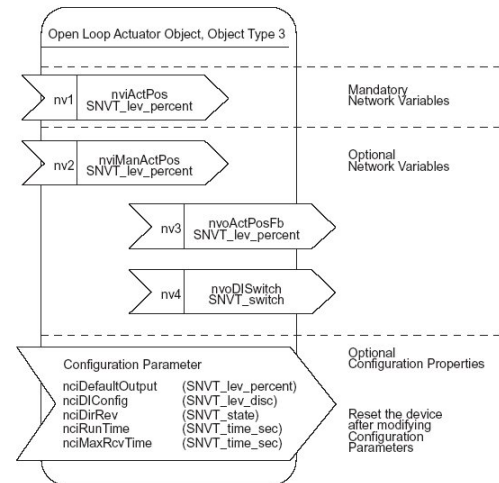 Open Loop Actuator Object, Object Type 3
nv1
nviActPos
SNVT_lev_percent
Mandatory
Network Variables
nv2
nviManActPos
SNVT_lev_percent
Optional
Network Variables
nv3
nvoActPosFb
SNVT_lev_percent
nv4
nvoDISwitch
SNVT_switch
Configuration Parameter
nciDefaultOutput (SNVT_lev_percent)
nciDIConfig (SNVT_lev_disc)
nciDirRev (SNVT_state)
nciRunTime (SNVT_time_sec)
nciMaxRcvTime (SNVT_time_sec)
Optional
Configuration Properties
Reset the device
after modifying
Configuration
Parameters